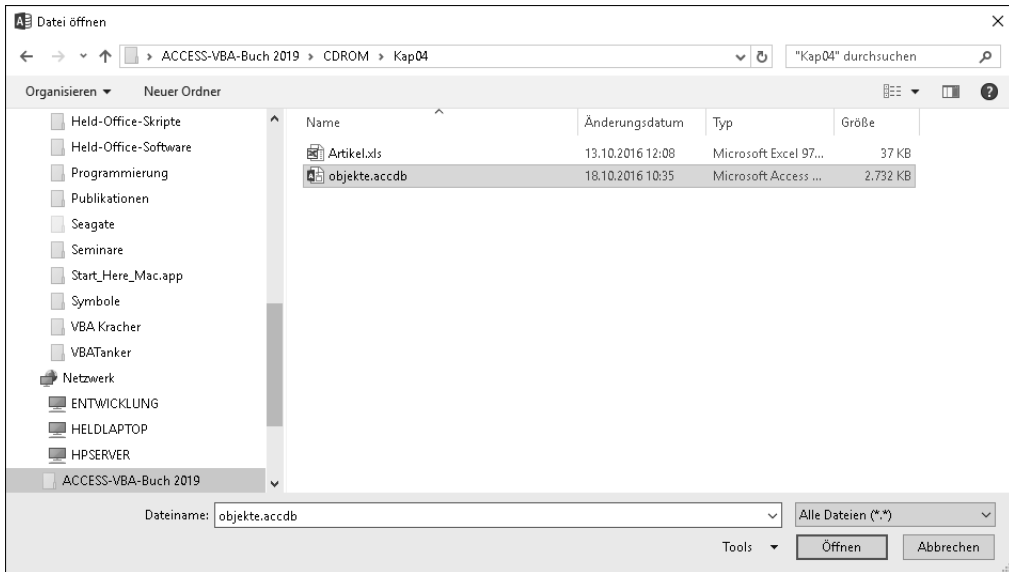 Datei öffnen
ACCESS-VBA-Buch 2019 > CDROM > Kap04
"Kap04" durchsuchen
Organisieren
Neuer Ordner
Held-Office-Skripte
Held-Office-Software
Programmierung
Publikationen
Seagate
Seminare
Start_Here_Mac.app
Symbole
VBA Kracher
VBATanker
Netzwerk
ENTWICKLUNG
HELDLAPTOP
HPSERVER
ACCESS-VBA-Buch 2019
Name Änderungsdatum Typ Größe
Artikel.xls 13.10.2016 12:08 Microsoft Excel 97... 37 KB
objekte.accdb 18.10.2016 10:35 Microsoft Access ... 2.732 KB
Dateiname: objekte.accdb
Alle Dateien (*.*)
Tools Öffnen Abbrechen